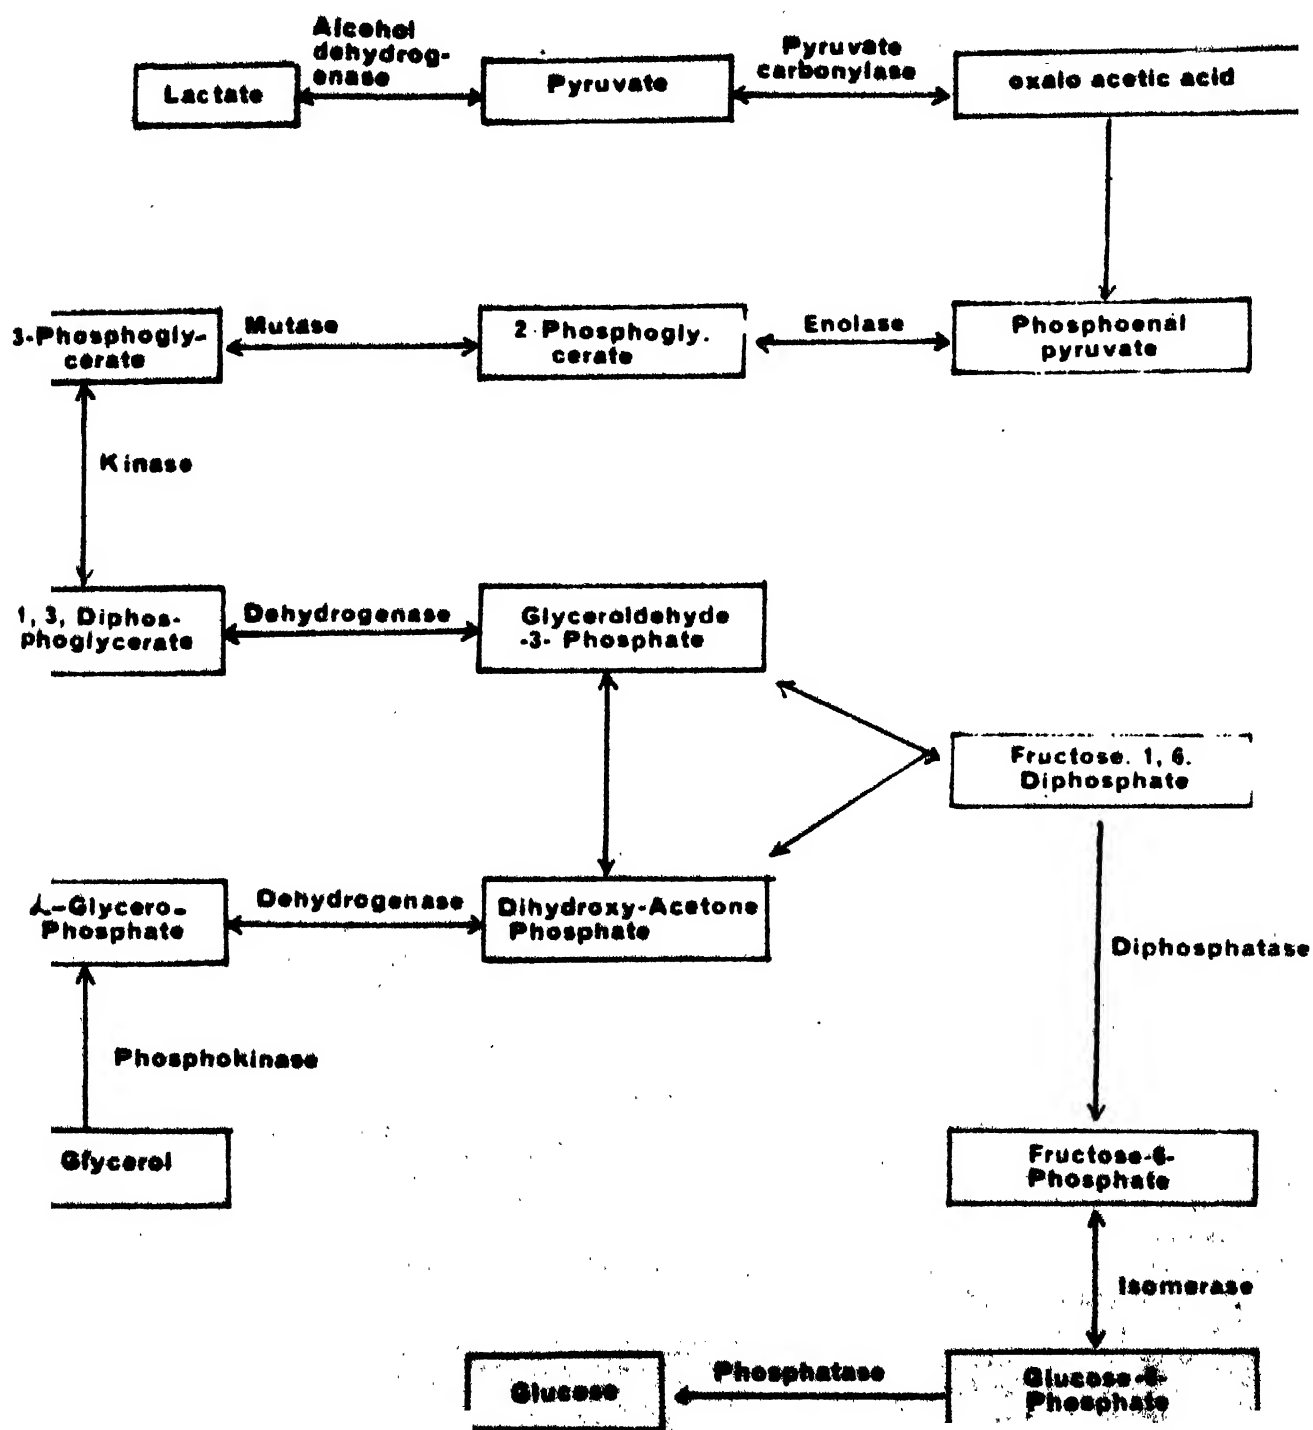 Alcohol
dehydrog-
enase
Pyruvate
carbonylase
Lactate
Pyruvate
oxalo acetic acid
3-Phosphogly-
cerate
Mutase
2 Phosphogly.
cerate
Enolase
Phosphoenal
pyruvate
Kinase
1, 3, Diphos-
phoglycerate
Dehydrogenase
Glyceroldehyde
-3- Phosphate
Fructose. 1, 6.
Diphosphate
α-Glycero-
Phosphate
Dehydrogenase
Dihydroxy-Acetone
Phosphate
Diphosphatase
Phosphokinase
Glycerol
Fructose-6-
Phosphate
Isomerase
Glucose
Phosphatase
Glucose-6-
Phosphate